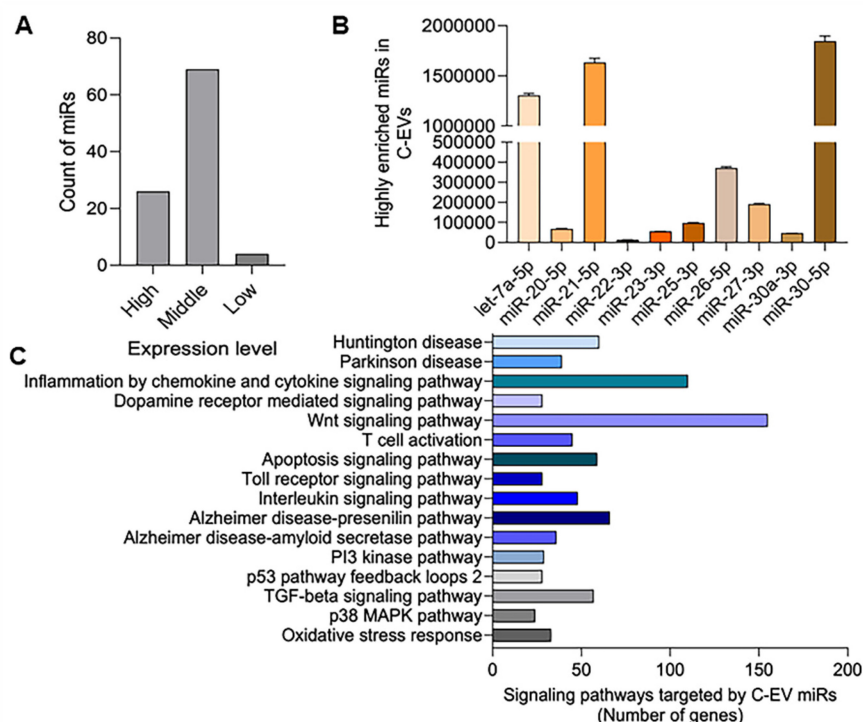 A
80
60
40
20
0
Count of miRs
High
Middle
Low
Expression level
B
2000000
1500000
1000000
500000
400000
300000
200000
100000
0
Highly enriched miRs in
C-EVs
let-7a-5p
miR-20-5p
miR-21-5p
miR-22-3p
miR-23-3p
miR-25-3p
miR-26-5p
miR-27-3p
miR-30a-3p
miR-30-5p
C
Huntington disease
Parkinson disease
Inflammation by chemokine and cytokine signaling pathway
Dopamine receptor mediated signaling pathway
Wnt signaling pathway
T cell activation
Apoptosis signaling pathway
Toll receptor signaling pathway
Interleukin signaling pathway
Alzheimer disease-presenilin pathway
Alzheimer disease-amyloid secretase pathway
PI3 kinase pathway
p53 pathway feedback loops 2
TGF-beta signaling pathway
p38 MAPK pathway
Oxidative stress response
0 50 100 150 200
Signaling pathways targeted by C-EV miRs
(Number of genes)